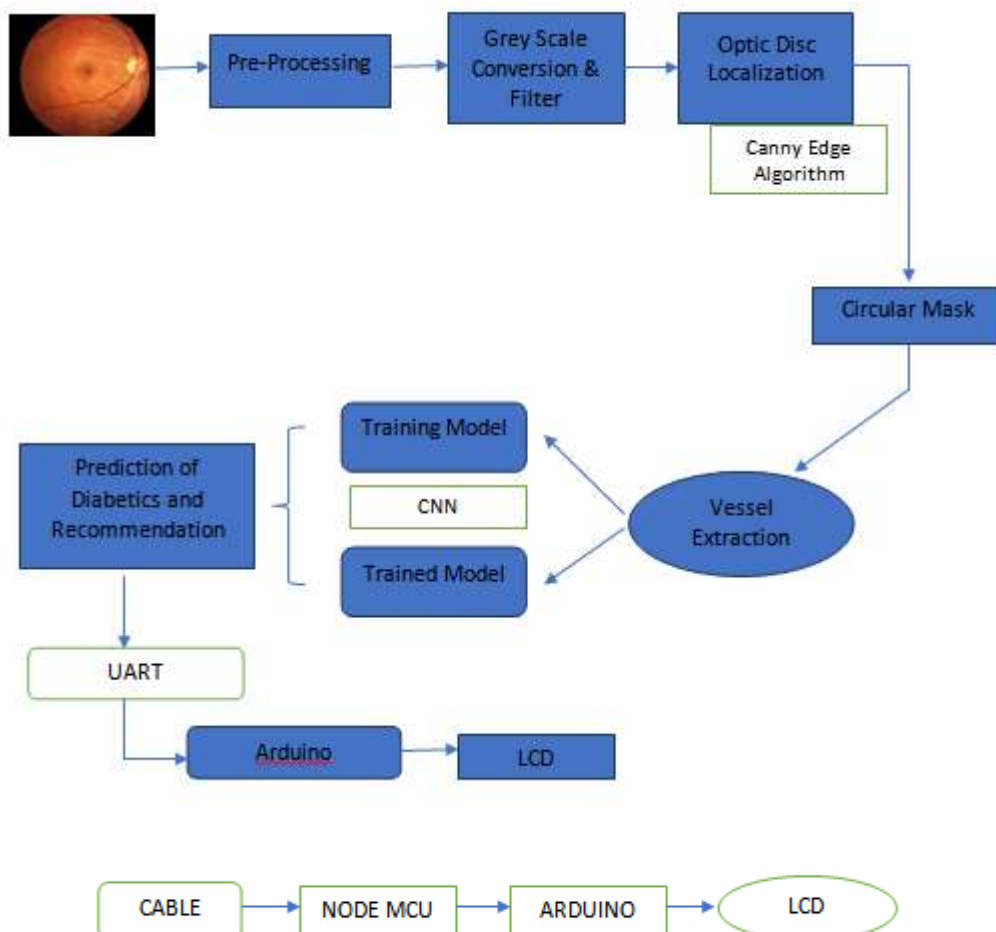 Pre-Processing
Grey Scale
Conversion &
Filter
Optic Disc
Localization
Canny Edge
Algorithm
Circular Mask
Training Model
Prediction of
Diabetics and
Recommendation
CNN
Vessel
Extraction
Trained Model
UART
Arduino
LCD
CABLE
NODE MCU
ARDUINO
LCD